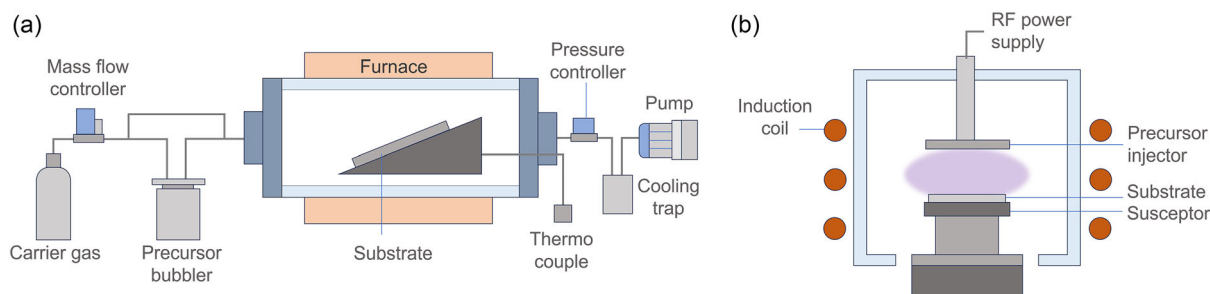 (a)
Mass flow
controller
Carrier gas
Precursor
bubbler
Furnace
Substrate
Pressure
controller
Pump
Cooling
trap
Thermo
couple
(b)
RF power
supply
Induction
coil
Precursor
injector
Substrate
Susceptor